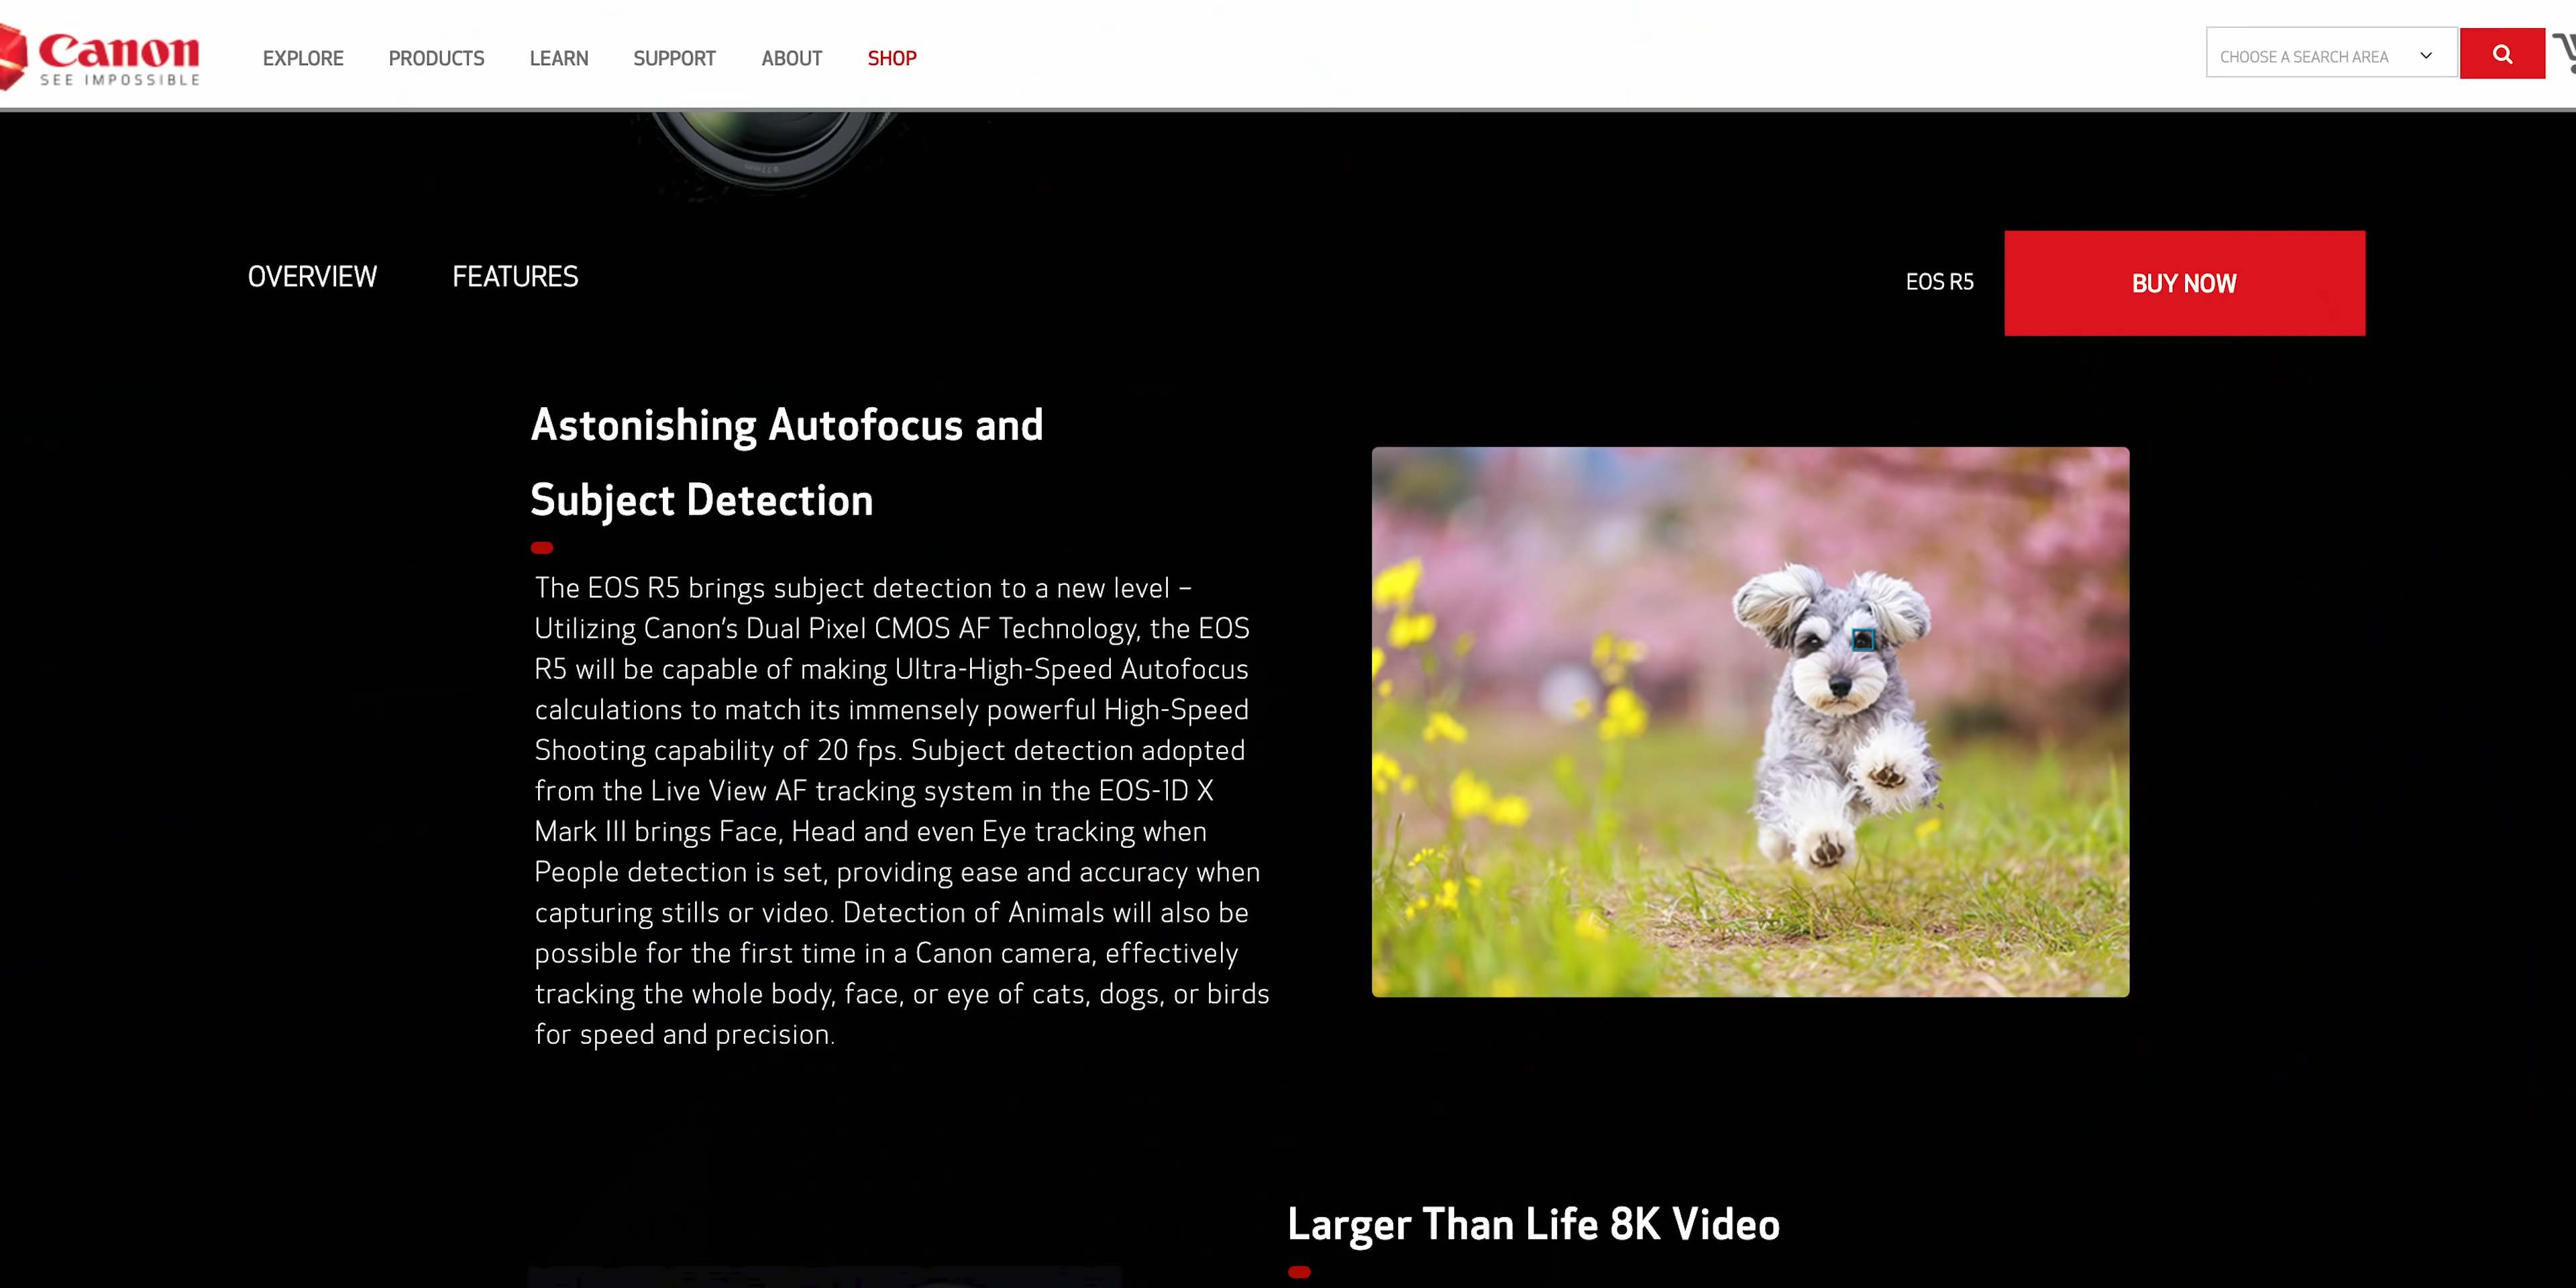 Canon
SEE IMPOSSIBLE
EXPLORE PRODUCTS LEARN SUPPORT ABOUT SHOP
CHOOSE A SEARCH AREA
OVERVIEW FEATURES
EOS R5
BUY NOW
Astonishing Autofocus and
Subject Detection
The EOS R5 brings subject detection to a new level –
Utilizing Canon's Dual Pixel CMOS AF Technology, the EOS
R5 will be capable of making Ultra-High-Speed Autofocus
calculations to match its immensely powerful High-Speed
Shooting capability of 20 fps. Subject detection adopted
from the Live View AF tracking system in the EOS-1D X
Mark III brings Face, Head and even Eye tracking when
People detection is set, providing ease and accuracy when
capturing stills or video. Detection of Animals will also be
possible for the first time in a Canon camera, effectively
tracking the whole body, face, or eye of cats, dogs, or birds
for speed and precision.
Larger Than Life 8K Video